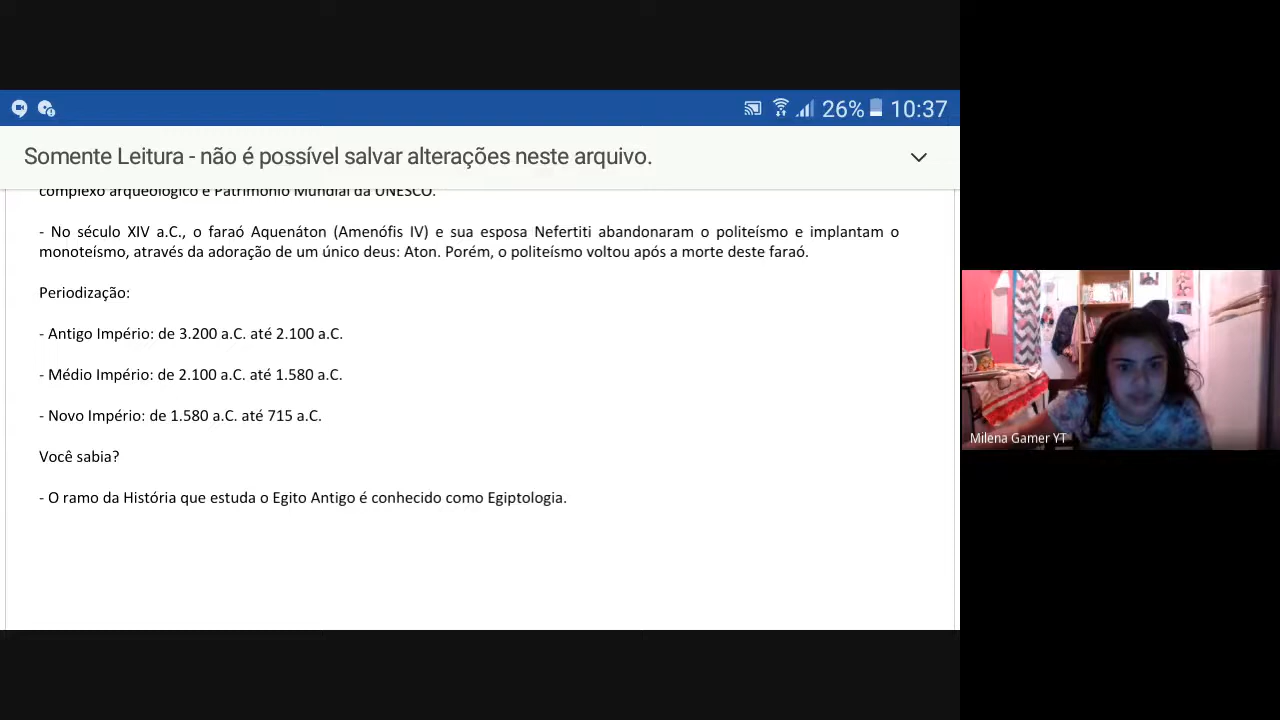 26% 10:37
Somente Leitura - não é possível salvar alterações neste arquivo.
complexo arqueológico é Patrimônio Mundial da UNESCO.
- No século XIV a.C., o faraó Aquenáton (Amenófis IV) e sua esposa Nefertiti abandonaram o politeísmo e implantam o
monoteísmo, através da adoração de um único deus: Aton. Porém, o politeísmo voltou após a morte deste faraó.
Periodização:
- Antigo Império: de 3.200 a.C. até 2.100 a.C.
- Médio Império: de 2.100 a.C. até 1.580 a.C.
- Novo Império: de 1.580 a.C. até 715 a.C.
Você sabia?
- O ramo da História que estuda o Egito Antigo é conhecido como Egiptologia.
Milena Gamer YT